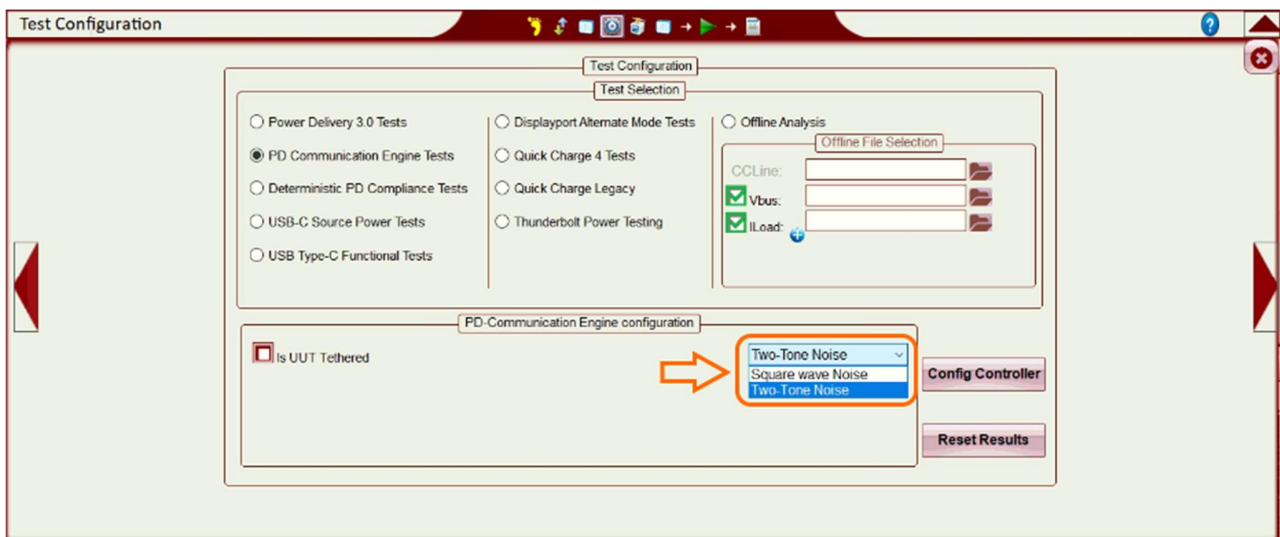 Test Configuration
?
Test Configuration
Test Selection
Power Delivery 3.0 Tests
PD Communication Engine Tests
Deterministic PD Compliance Tests
USB-C Source Power Tests
USB Type-C Functional Tests
Displayport Alternate Mode Tests
Quick Charge 4 Tests
Quick Charge Legacy
Thunderbolt Power Testing
Offline Analysis
Offline File Selection
CCLine:
Vbus:
ILoad:
PD-Communication Engine configuration
Is UUT Tethered
Two-Tone Noise
Square wave Noise
Two-Tone Noise
Config Controller
Reset Results